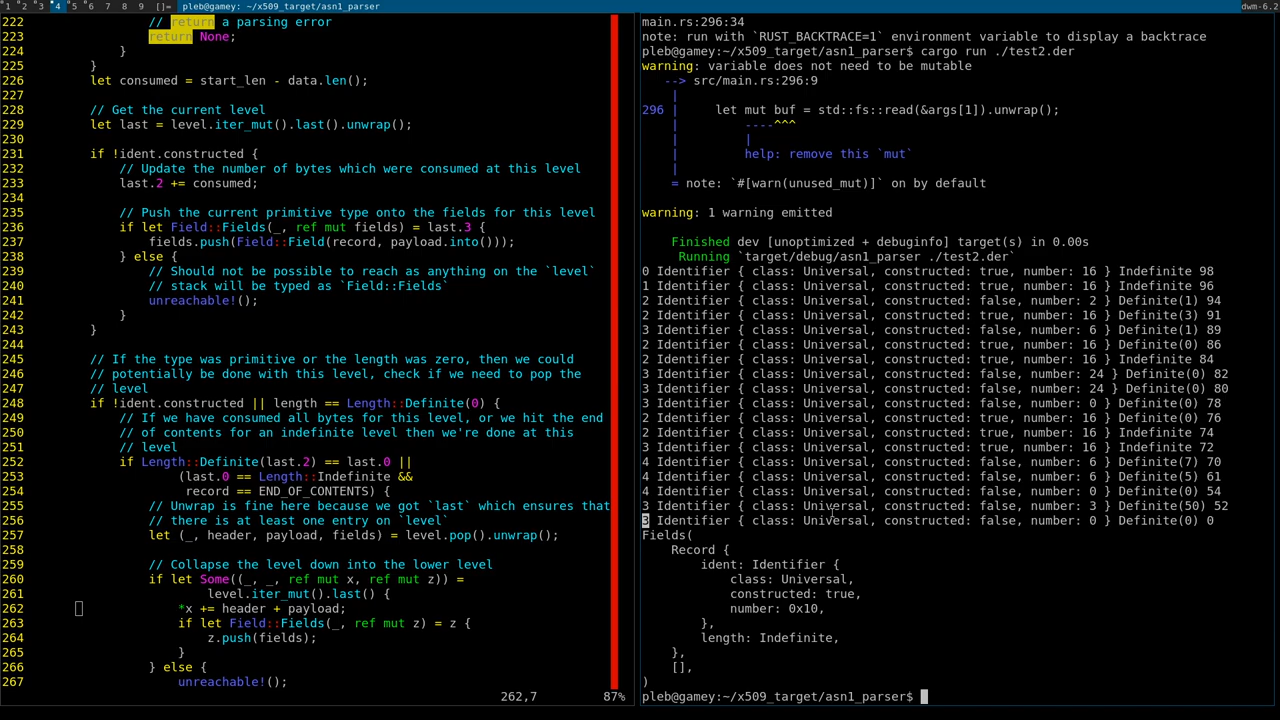 1 2 3 4 5 6 7 8 9 []= pleb@gamey: ~/x509_target/asn1_parser dwm-6.2
222 // return a parsing error
223 return None;
224 }
225 }
226 let consumed = start_len - data.len();
227
228 // Get the current level
229 let last = level.iter_mut().last().unwrap();
230
231 if !ident.constructed {
232 // Update the number of bytes which were consumed at this level
233 last.2 += consumed;
234
235 // Push the current primitive type onto the fields for this level
236 if let Field::Fields(_, ref mut fields) = last.3 {
237 fields.push(Field::Field(record, payload.into()));
238 } else {
239 // Should not be possible to reach as anything on the `level`
240 // stack will be typed as `Field::Fields`
241 unreachable!();
242 }
243 }
244
245 // If the type was primitive or the length was zero, then we could
246 // potentially be done with this level, check if we need to pop the
247 // level
248 if !ident.constructed || length == Length::Definite(0) {
249 // If we have consumed all bytes for this level, or we hit the end
250 // of contents for an indefinite level then we're done at this
251 // level
252 if Length::Definite(last.2) == last.0 ||
253 (last.0 == Length::Indefinite &&
254 record == END_OF_CONTENTS) {
255 // Unwrap is fine here because we got `last` which ensures that
256 // there is at least one entry on `level`
257 let (_, header, payload, fields) = level.pop().unwrap();
258
259 // Collapse the level down into the lower level
260 if let Some((_, _, ref mut x, ref mut z)) =
261 level.iter_mut().last() {
262 *x += header + payload;
263 if let Field::Fields(_, ref mut z) = z {
264 z.push(fields);
265 }
266 } else {
267 unreachable!();
262,7 87%
main.rs:296:34
note: run with `RUST_BACKTRACE=1` environment variable to display a backtrace
pleb@gamey:~/x509_target/asn1_parser$ cargo run ./test2.der
warning: variable does not need to be mutable
--> src/main.rs:296:9
|
296 | let mut buf = std::fs::read(&args[1]).unwrap();
| ----^^^
| |
| help: remove this `mut`
|
= note: `#[warn(unused_mut)]` on by default
warning: 1 warning emitted
Finished dev [unoptimized + debuginfo] target(s) in 0.00s
Running `target/debug/asn1_parser ./test2.der`
0 Identifier { class: Universal, constructed: true, number: 16 } Indefinite 98
1 Identifier { class: Universal, constructed: true, number: 16 } Indefinite 96
2 Identifier { class: Universal, constructed: false, number: 2 } Definite(1) 94
2 Identifier { class: Universal, constructed: true, number: 16 } Definite(3) 91
3 Identifier { class: Universal, constructed: false, number: 6 } Definite(1) 89
2 Identifier { class: Universal, constructed: true, number: 16 } Definite(0) 86
2 Identifier { class: Universal, constructed: true, number: 16 } Indefinite 84
3 Identifier { class: Universal, constructed: false, number: 24 } Definite(0) 82
3 Identifier { class: Universal, constructed: false, number: 24 } Definite(0) 80
3 Identifier { class: Universal, constructed: false, number: 0 } Definite(0) 78
2 Identifier { class: Universal, constructed: true, number: 16 } Definite(0) 76
2 Identifier { class: Universal, constructed: true, number: 16 } Indefinite 74
3 Identifier { class: Universal, constructed: true, number: 16 } Indefinite 72
4 Identifier { class: Universal, constructed: false, number: 6 } Definite(7) 70
4 Identifier { class: Universal, constructed: false, number: 6 } Definite(5) 61
4 Identifier { class: Universal, constructed: false, number: 0 } Definite(0) 54
3 Identifier { class: Universal, constructed: false, number: 3 } Definite(50) 52
3 Identifier { class: Universal, constructed: false, number: 0 } Definite(0) 0
Fields(
Record {
ident: Identifier {
class: Universal,
constructed: true,
number: 0x10,
},
length: Indefinite,
},
[],
)
pleb@gamey:~/x509_target/asn1_parser$